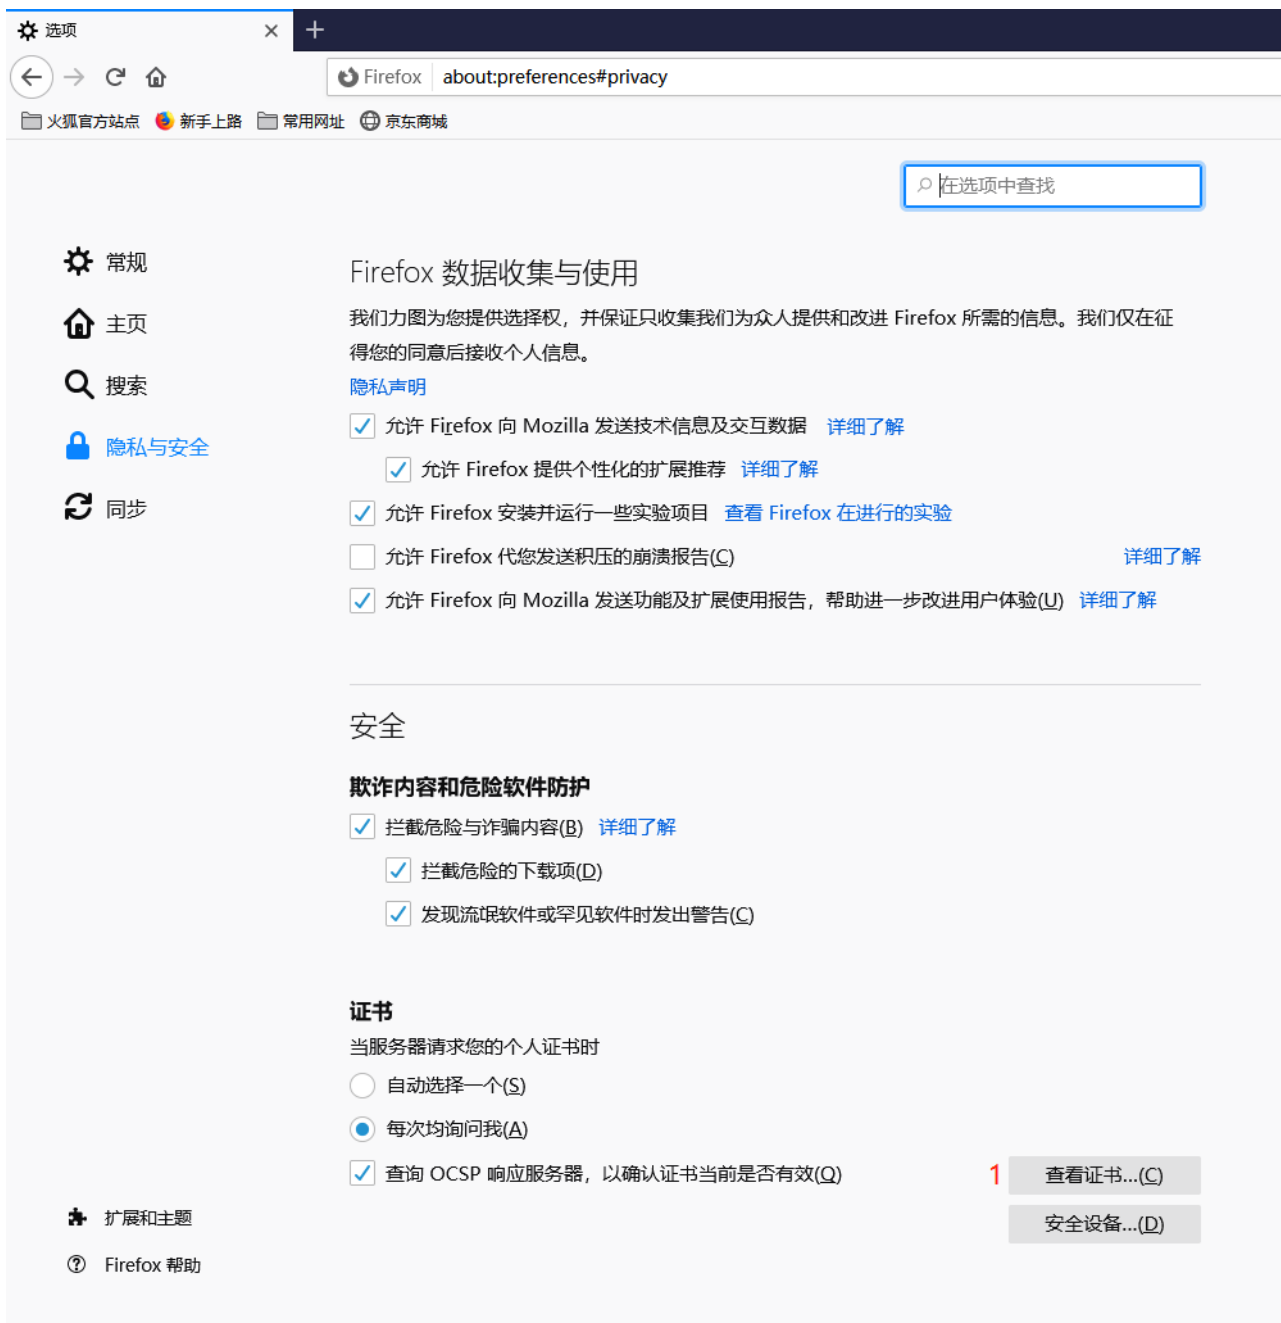 选项
Firefox about:preferences#privacy
火狐官方站点 新手上路 常用网址 京东商城
在选项中查找
常规
主页
搜索
隐私与安全
同步
Firefox 数据收集与使用
我们力图为您提供选择权，并保证只收集我们为众人提供和改进 Firefox 所需的信息。我们仅在征
得您的同意后接收个人信息。
隐私声明
允许 Firefox 向 Mozilla 发送技术信息及交互数据 详细了解
允许 Firefox 提供个性化的扩展推荐 详细了解
允许 Firefox 安装并运行一些实验项目 查看 Firefox 在进行的实验
允许 Firefox 代您发送积压的崩溃报告(C) 详细了解
允许 Firefox 向 Mozilla 发送功能及扩展使用报告，帮助进一步改进用户体验(U) 详细了解
安全
欺诈内容和危险软件防护
拦截危险与诈骗内容(B) 详细了解
拦截危险的下载项(D)
发现流氓软件或罕见软件时发出警告(C)
证书
当服务器请求您的个人证书时
自动选择一个(S)
每次均询问我(A)
查询 OCSP 响应服务器，以确认证书当前是否有效(Q) 1 查看证书...(C)
安全设备...(D)
扩展和主题
Firefox 帮助